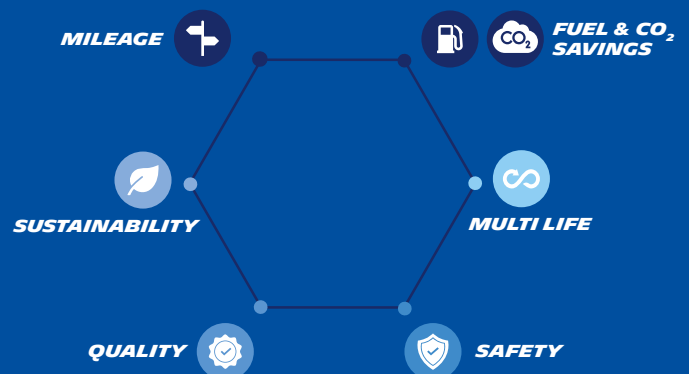 MILEAGE
FUEL & CO₂
SAVINGS
CO₂
SUSTAINABILITY
MULTI LIFE
QUALITY
SAFETY